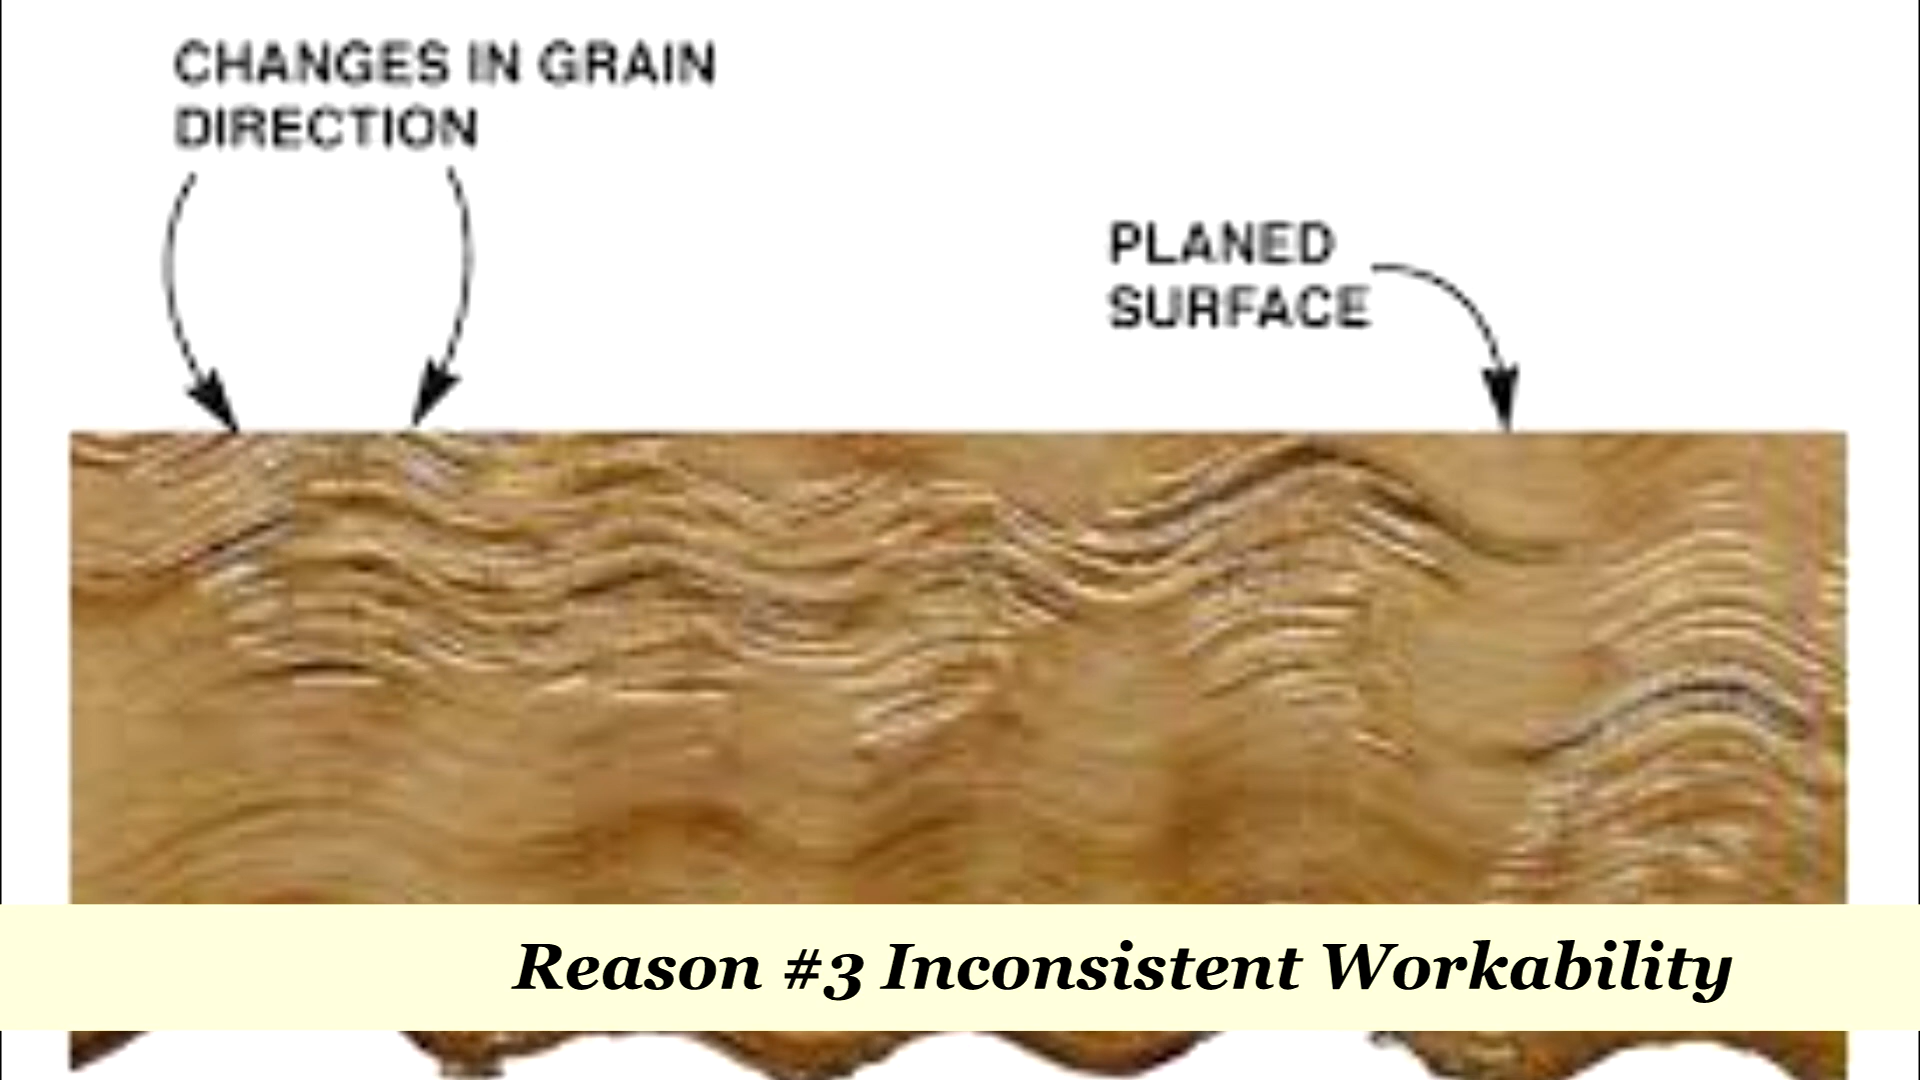 CHANGES IN GRAIN
DIRECTION
PLANED
SURFACE
Reason #3 Inconsistent Workability